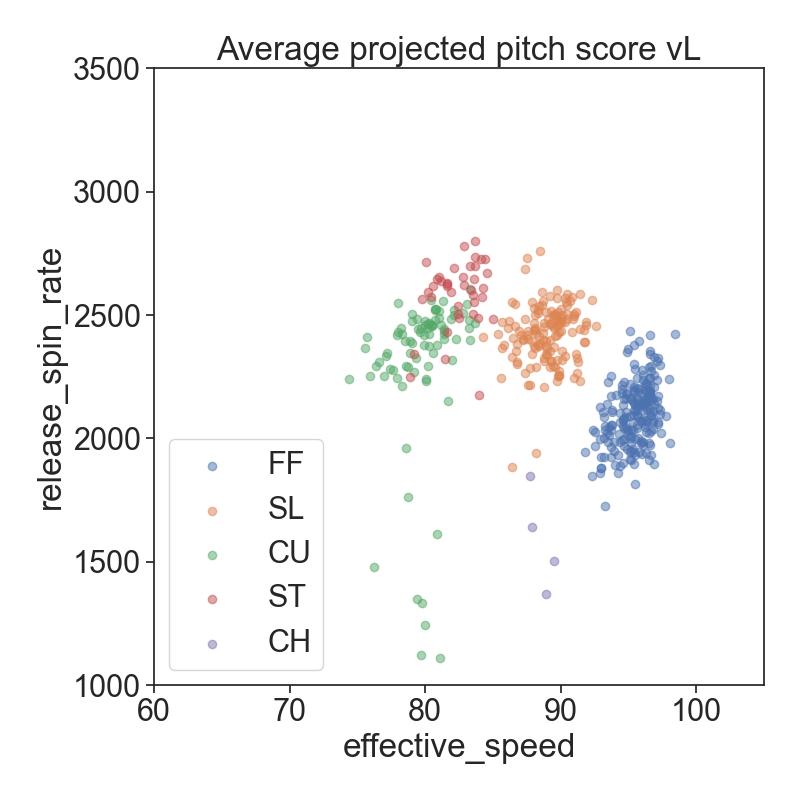 Average projected pitch score vL
3500
3000
2500
2000
1500
1000
release_spin_rate
FF
SL
CU
ST
CH
60 70 80 90 100
effective_speed